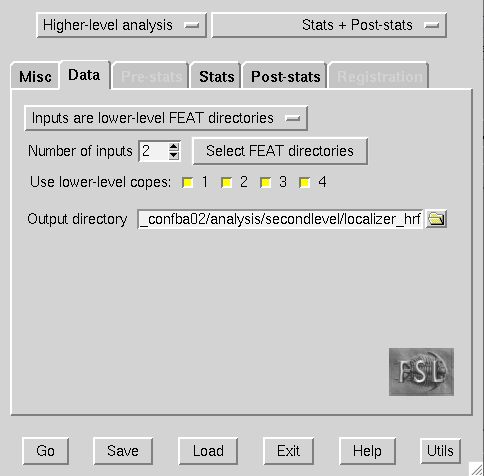 Higher-level analysis Stats + Post-stats
Misc Data Pre-stats Stats Post-stats Registration
Inputs are lower-level FEAT directories
Number of inputs 2 Select FEAT directories
Use lower-level copes: 1 2 3 4
Output directory _confba02/analysis/secondlevel/localizer_hrf
FSL
Go Save Load Exit Help Utils